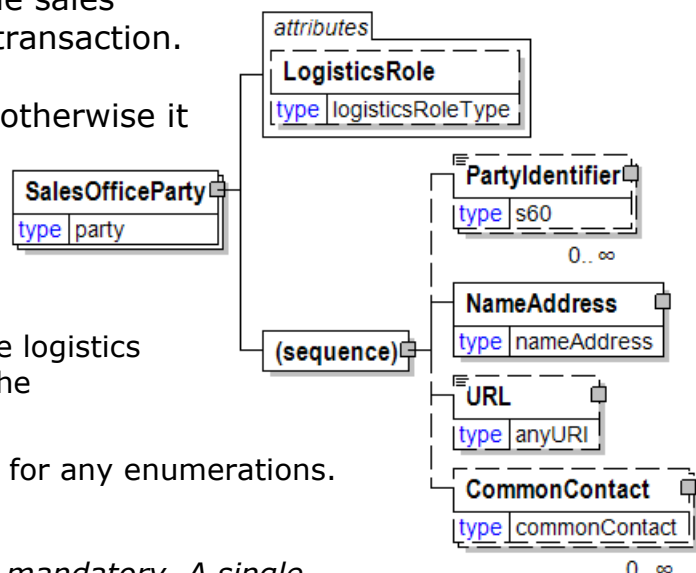 e sales
transaction.
otherwise it
e logistics
he
for any enumerations.
mandatory. A single
attributes
LogisticsRole
type logisticsRoleType
SalesOfficeParty
type party
(sequence)
PartyIdentifier
type s60
0.. ∞
NameAddress
type nameAddress
URL
type anyURI
CommonContact
type commonContact
0.. ∞